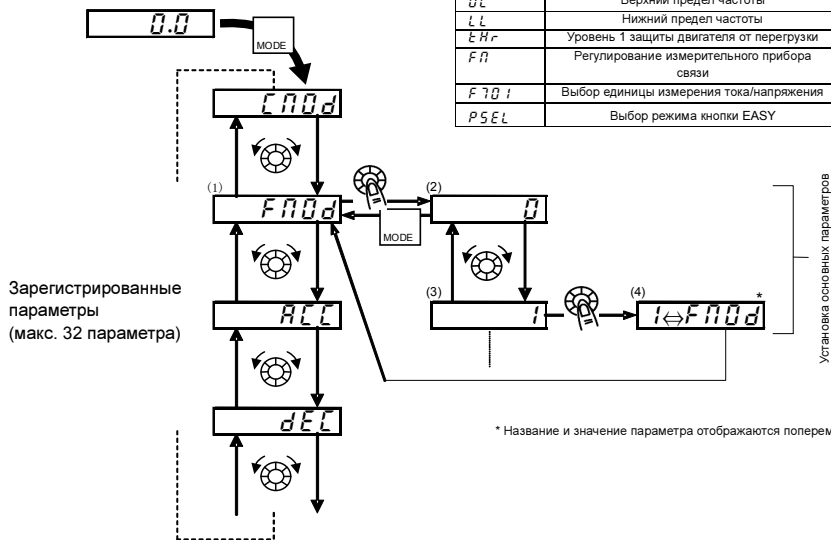 UL Верхний предел частоты
LL Нижний предел частоты
tHr Уровень 1 защиты двигателя от перегрузки
FM Регулирование измерительного прибора
связи
F701 Выбор единицы измерения тока/напряжения
PSEL Выбор режима кнопки EASY
0.0
MODE
CMOd
(1)
FMOd
(2)
0
MODE
(3)
1
(4)
1⇔FMOd
*
ACC
dEC
Зарегистрированные
параметры
(макс. 32 параметра)
Установка основных параметров
* Название и значение параметра отображаются поперем